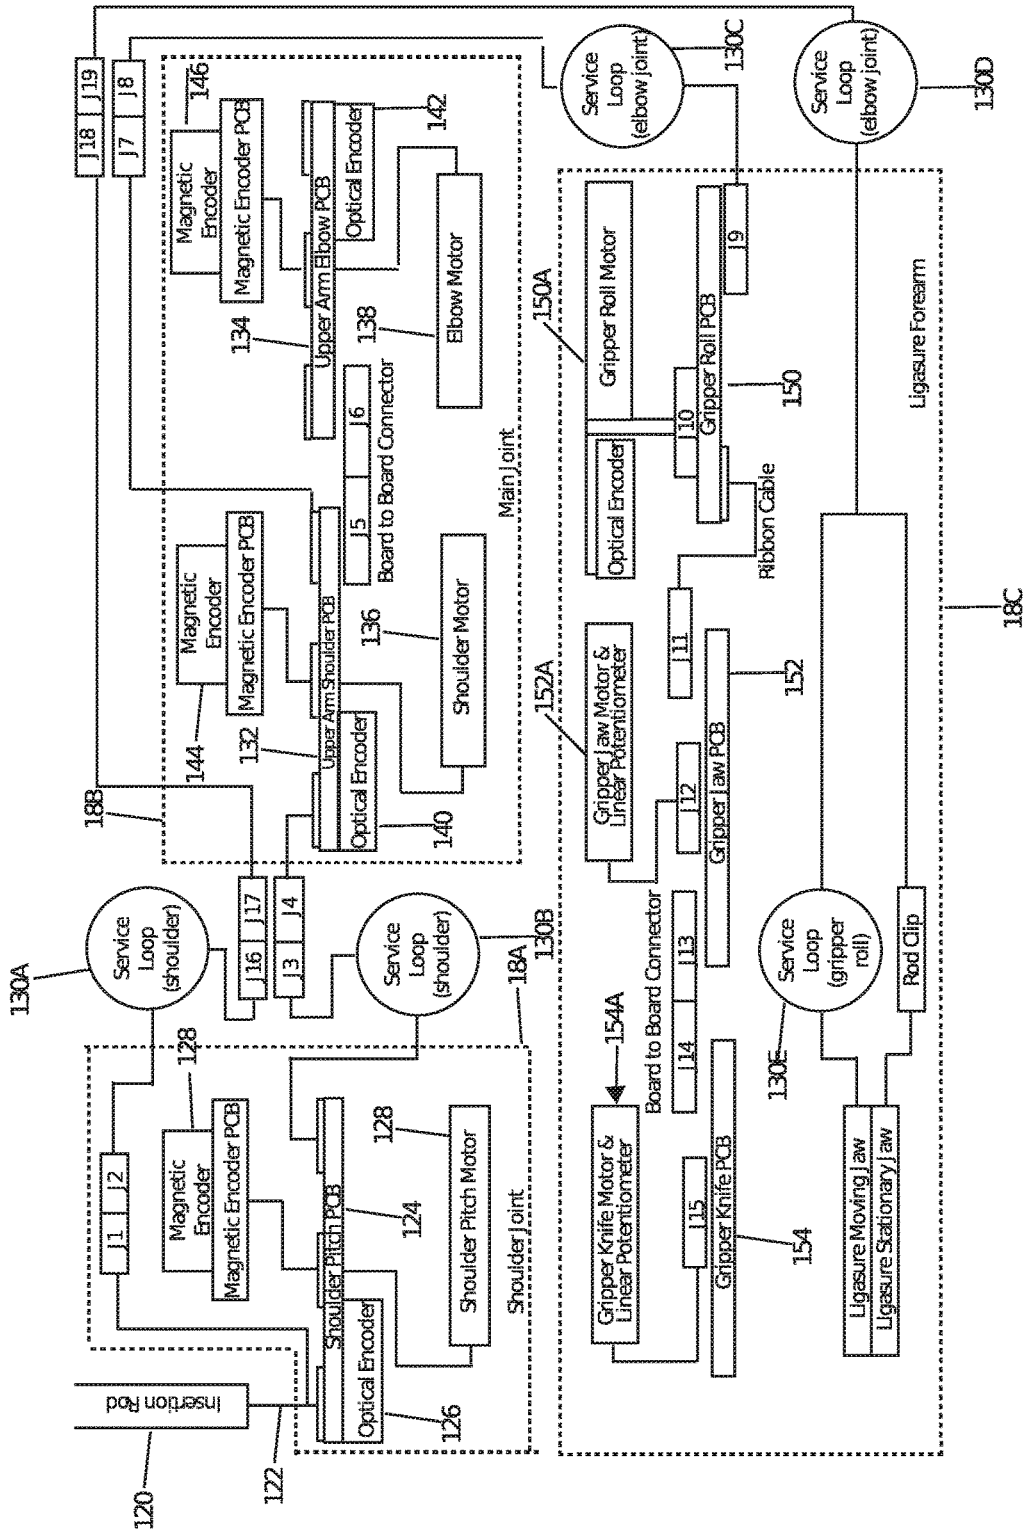 120
Insertion Rod
122
J1
J2
Magnetic
Encoder
Magnetic Encoder PCB
128
Shoulder Pitch PCB
Optical Encoder
126
124
Shoulder Pitch Motor
128
Shoulder Joint
18A
130A
Service
Loop
(shoulder)
J16
J17
J3
J4
Service
Loop
(shoulder)
130B
18B
144
Magnetic
Encoder
Magnetic Encoder PCB
132
Upper Arm Shoulder PCB
Optical Encoder
140
136
Shoulder Motor
J5
J6
Board to Board Connector
Main Joint
J18
J19
J7
J8
146
Magnetic
Encoder
Magnetic Encoder PCB
134
Upper Arm Elbow PCB
Optical Encoder
142
138
Elbow Motor
Service
Loop
(elbow joint)
130C
Service
Loop
(elbow joint)
130D
154A
Gripper Knife Motor &
Linear Potentiometer
J15
Gripper Knife PCB
154
Board to Board Connector
J14
J13
152A
Gripper Jaw Motor &
Linear Potentiometer
J12
Gripper Jaw PCB
152
J11
Ribbon Cable
150A
Gripper Roll Motor
Optical Encoder
J10
Gripper Roll PCB
J9
150
Ligasure Forearm
130E
Service
Loop
(gripper
roll)
Rod Clip
Ligasure Moving Jaw
Ligasure Stationary Jaw
18C